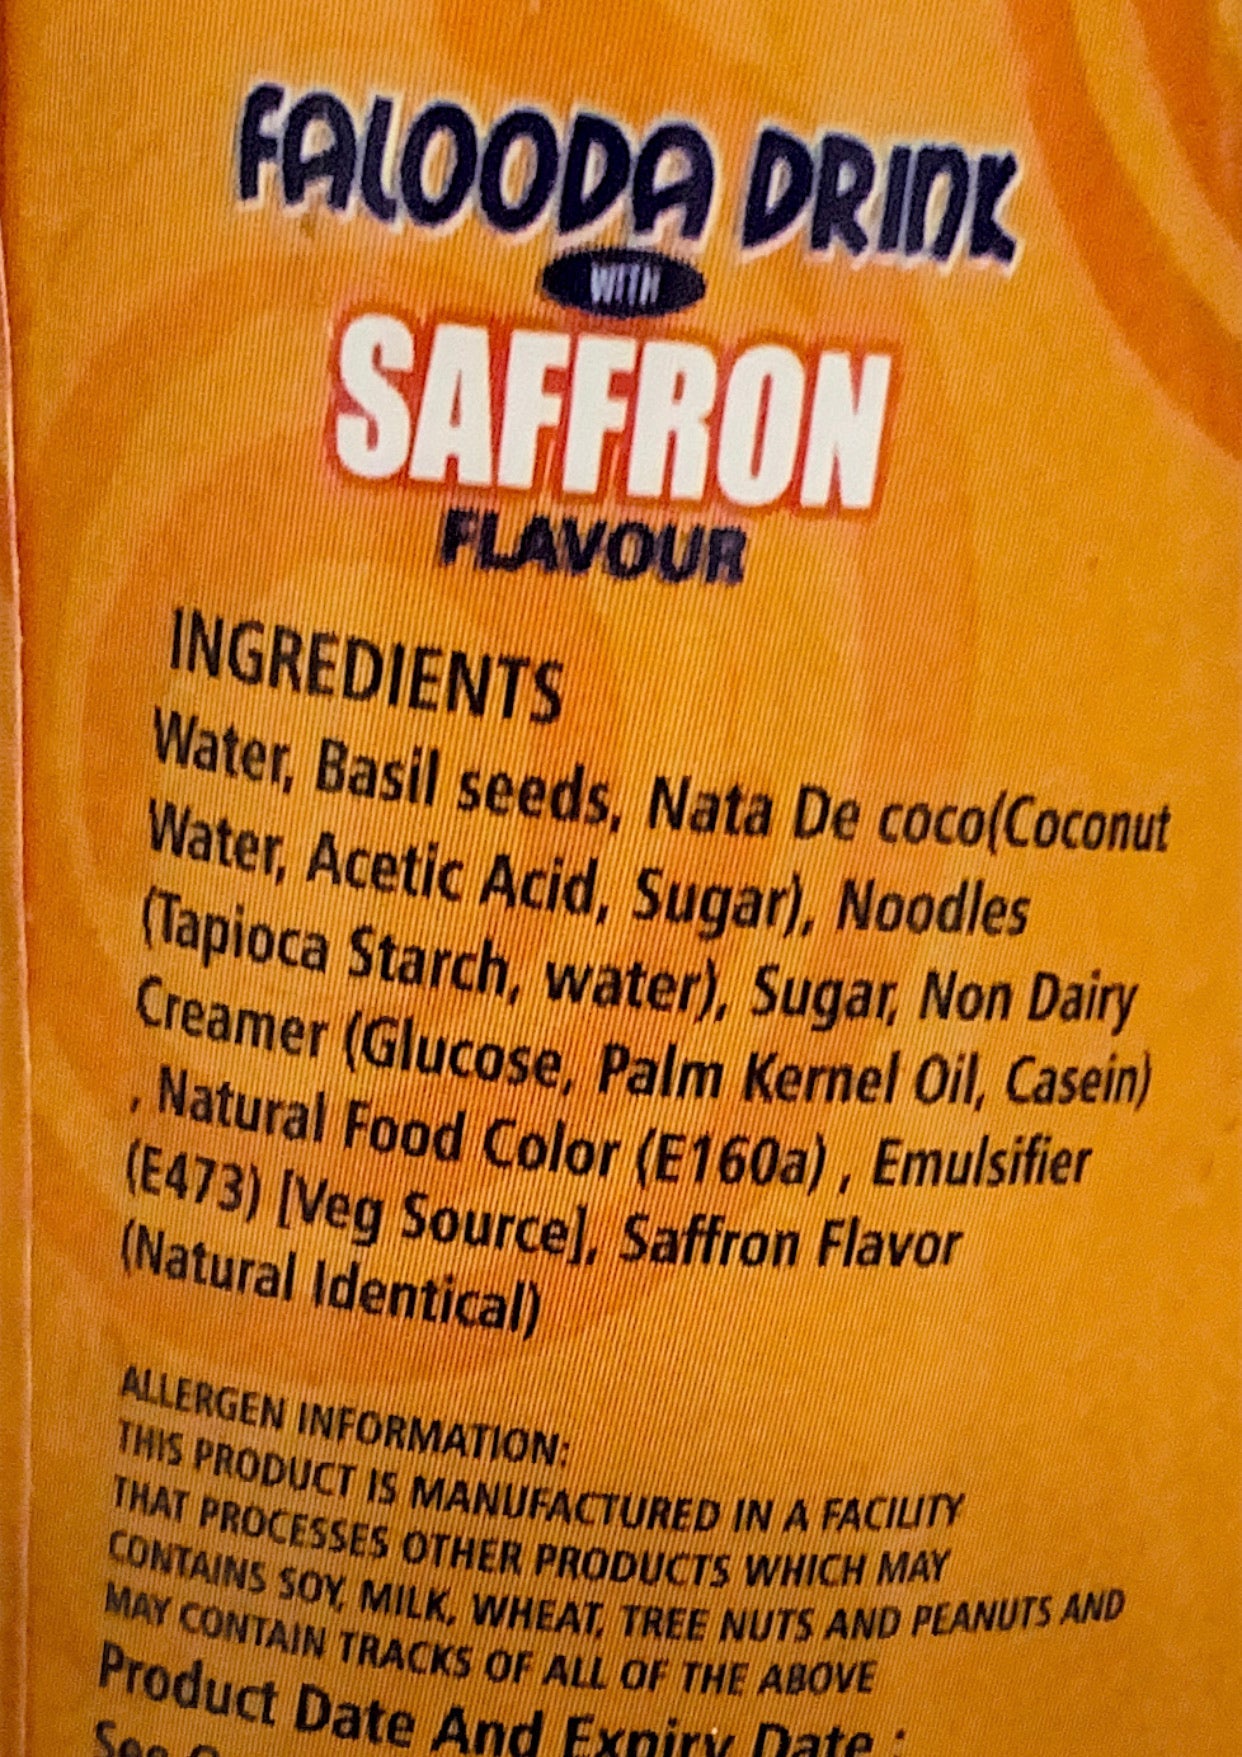 FALOODA DRINK
WITH
SAFFRON
FLAVOUR
INGREDIENTS
Water, Basil seeds, Nata De coco(Coconut
Water, Acetic Acid, Sugar), Noodles
(Tapioca Starch, water), Sugar, Non Dairy
Creamer (Glucose, Palm Kernel Oil, Casein)
, Natural Food Color (E160a) , Emulsifier
(E473) [Veg Source], Saffron Flavor
(Natural Identical)
ALLERGEN INFORMATION:
THIS PRODUCT IS MANUFACTURED IN A FACILITY
THAT PROCESSES OTHER PRODUCTS WHICH MAY
CONTAINS SOY, MILK, WHEAT, TREE NUTS AND PEANUTS AND
MAY CONTAIN TRACKS OF ALL OF THE ABOVE
Product Date And Expiry Date :
See